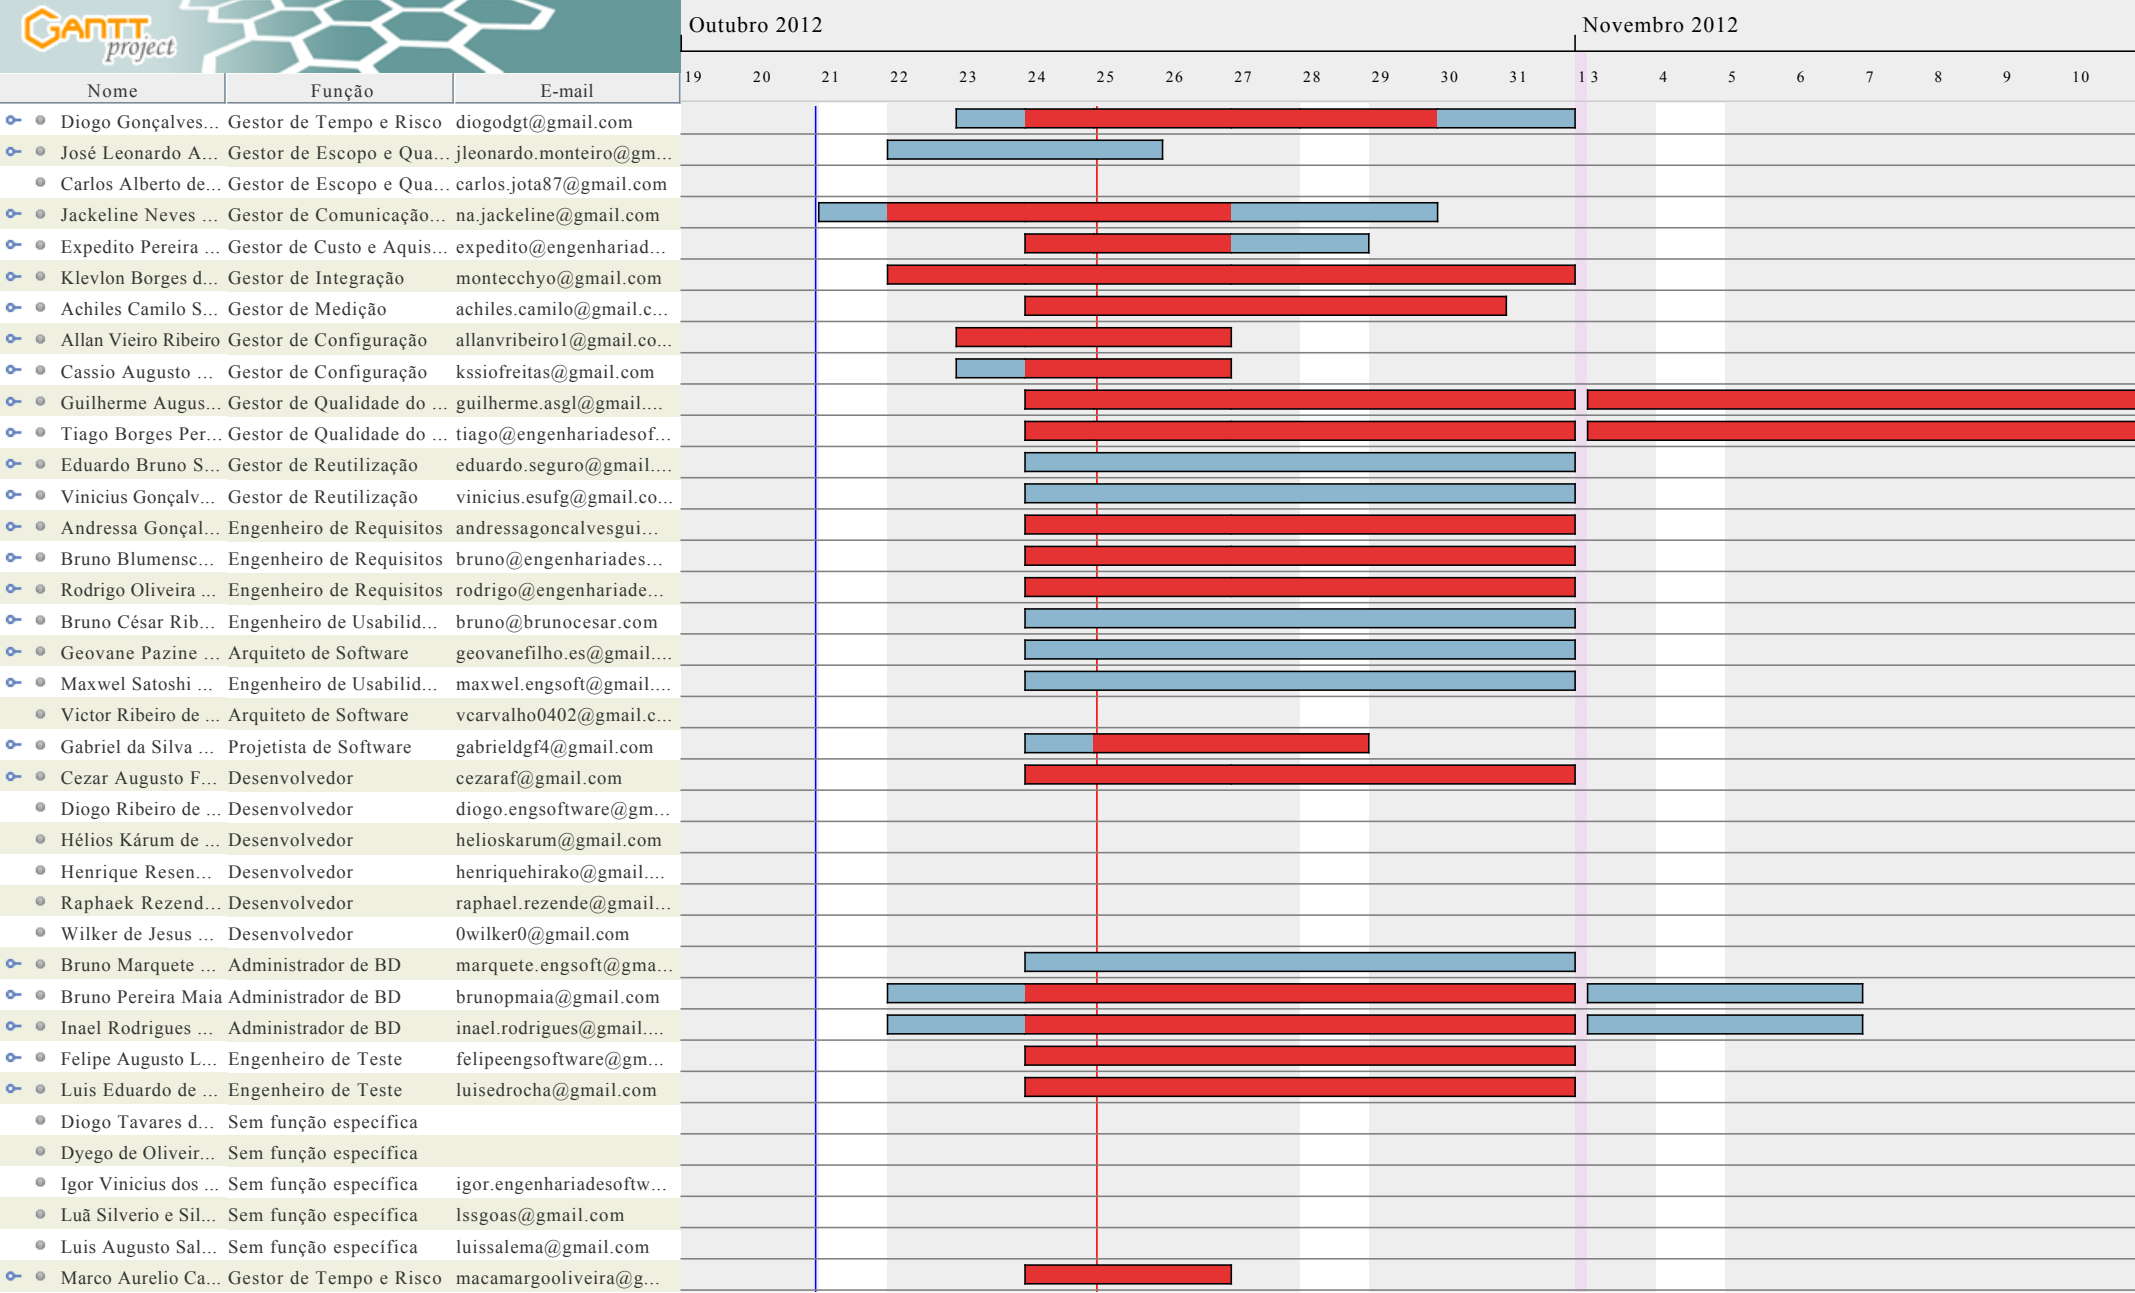 GANTT
project
Outubro 2012 Novembro 2012
19 20 21 22 23 24 25 26 27 28 29 30 31 1 3 4 5 6 7 8 9 10
Nome Função E-mail
Diogo Gonçalves... Gestor de Tempo e Risco diogodgt@gmail.com
José Leonardo A... Gestor de Escopo e Qua... jleonardo.monteiro@gm...
Carlos Alberto de... Gestor de Escopo e Qua... carlos.jota87@gmail.com
Jackeline Neves ... Gestor de Comunicação... na.jackeline@gmail.com
Expedito Pereira ... Gestor de Custo e Aquis... expedito@engenhariad...
Klevlon Borges d... Gestor de Integração montecchyo@gmail.com
Achiles Camilo S... Gestor de Medição achiles.camilo@gmail.c...
Allan Vieiro Ribeiro Gestor de Configuração allanvribeiro1@gmail.co...
Cassio Augusto ... Gestor de Configuração kssiofreitas@gmail.com
Guilherme Augus... Gestor de Qualidade do ... guilherme.asgl@gmail....
Tiago Borges Per... Gestor de Qualidade do ... tiago@engenhariadesof...
Eduardo Bruno S... Gestor de Reutilização eduardo.seguro@gmail....
Vinicius Gonçalv... Gestor de Reutilização vinicius.esufg@gmail.co...
Andressa Gonçal... Engenheiro de Requisitos andressagoncalvesgui...
Bruno Blumensc... Engenheiro de Requisitos bruno@engenhariades...
Rodrigo Oliveira ... Engenheiro de Requisitos rodrigo@engenhariade...
Bruno César Rib... Engenheiro de Usabilid... bruno@brunocesar.com
Geovane Pazine ... Arquiteto de Software geovanefilho.es@gmail....
Maxwel Satoshi ... Engenheiro de Usabilid... maxwel.engsoft@gmail....
Victor Ribeiro de ... Arquiteto de Software vcarvalho0402@gmail.c...
Gabriel da Silva ... Projetista de Software gabrieldgf4@gmail.com
Cezar Augusto F... Desenvolvedor cezaraf@gmail.com
Diogo Ribeiro de ... Desenvolvedor diogo.engsoftware@gm...
Hélios Kárum de ... Desenvolvedor helioskarum@gmail.com
Henrique Resen... Desenvolvedor henriquehirako@gmail....
Raphaek Rezend... Desenvolvedor raphael.rezende@gmail...
Wilker de Jesus ... Desenvolvedor 0wilker0@gmail.com
Bruno Marquete ... Administrador de BD marquete.engsoft@gma...
Bruno Pereira Maia Administrador de BD brunopmaia@gmail.com
Inael Rodrigues ... Administrador de BD inael.rodrigues@gmail....
Felipe Augusto L... Engenheiro de Teste felipeengsoftware@gm...
Luis Eduardo de ... Engenheiro de Teste luisedrocha@gmail.com
Diogo Tavares d... Sem função específica
Dyego de Oliveir... Sem função específica
Igor Vinicius dos ... Sem função específica igor.engenhariadesoftw...
Luã Silverio e Sil... Sem função específica lssgoas@gmail.com
Luis Augusto Sal... Sem função específica luissalema@gmail.com
Marco Aurelio Ca... Gestor de Tempo e Risco macamargooliveira@g...